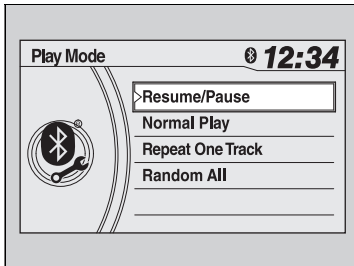 Play Mode
12:34
Resume/Pause
Normal Play
Repeat One Track
Random All